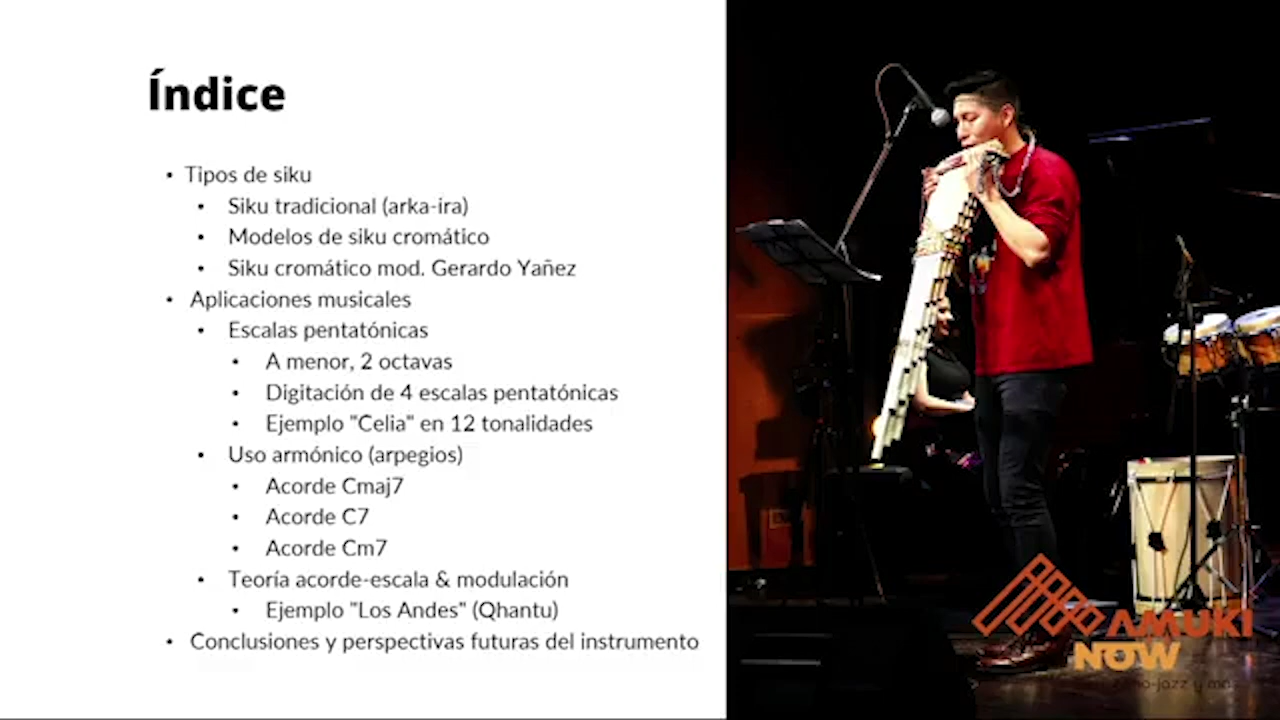 Índice
• Tipos de siku
• Siku tradicional (arka-ira)
• Modelos de siku cromático
• Siku cromático mod. Gerardo Yañez
• Aplicaciones musicales
• Escalas pentatónicas
• A menor, 2 octavas
• Digitación de 4 escalas pentatónicas
• Ejemplo "Celia" en 12 tonalidades
• Uso armónico (arpegios)
• Acorde Cmaj7
• Acorde C7
• Acorde Cm7
• Teoría acorde-escala & modulación
• Ejemplo "Los Andes" (Qhantu)
• Conclusiones y perspectivas futuras del instrumento
AMUKI
NOW